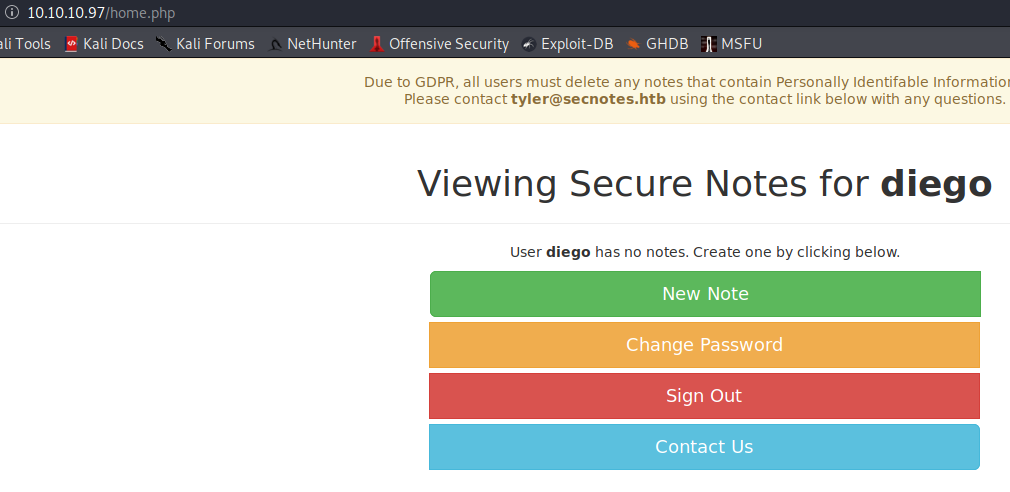 10.10.10.97/home.php
ali Tools Kali Docs Kali Forums NetHunter Offensive Security Exploit-DB GHDB MSFU
Due to GDPR, all users must delete any notes that contain Personally Identifable Information
Please contact tyler@secnotes.htb using the contact link below with any questions.
Viewing Secure Notes for diego
User diego has no notes. Create one by clicking below.
New Note
Change Password
Sign Out
Contact Us